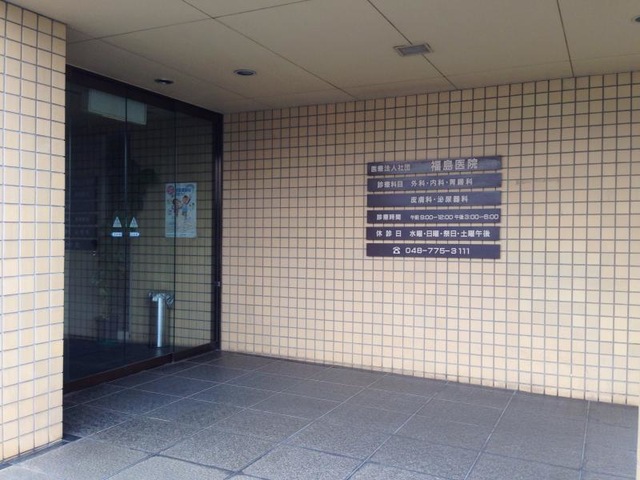 医療法人社団 福島医院
診療科目 外科・内科・胃腸科
皮膚科・泌尿器科
診療時間 午前9:00~12:00 午後3:00~6:00
休診日 水曜・日曜・祭日・土曜午後
☎ 048-775-3111